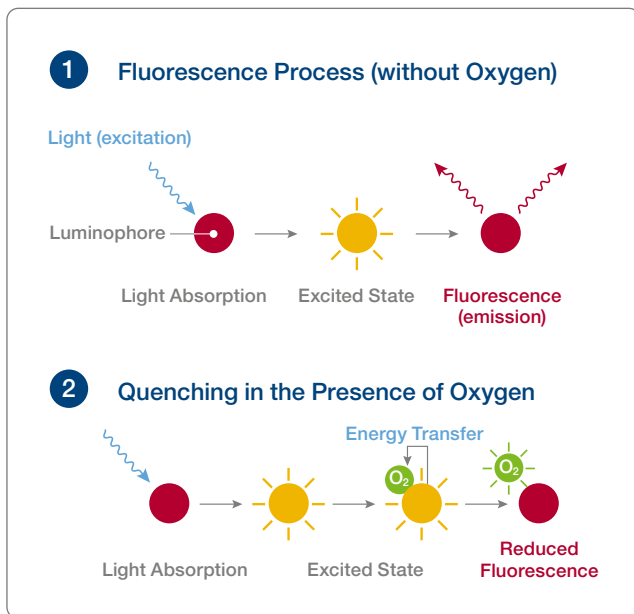 1 Fluorescence Process (without Oxygen)
Light (excitation)
Luminophore
Light Absorption
Excited State
Fluorescence
(emission)
2 Quenching in the Presence of Oxygen
Energy Transfer
O₂
O₂
Light Absorption
Excited State
Reduced
Fluorescence